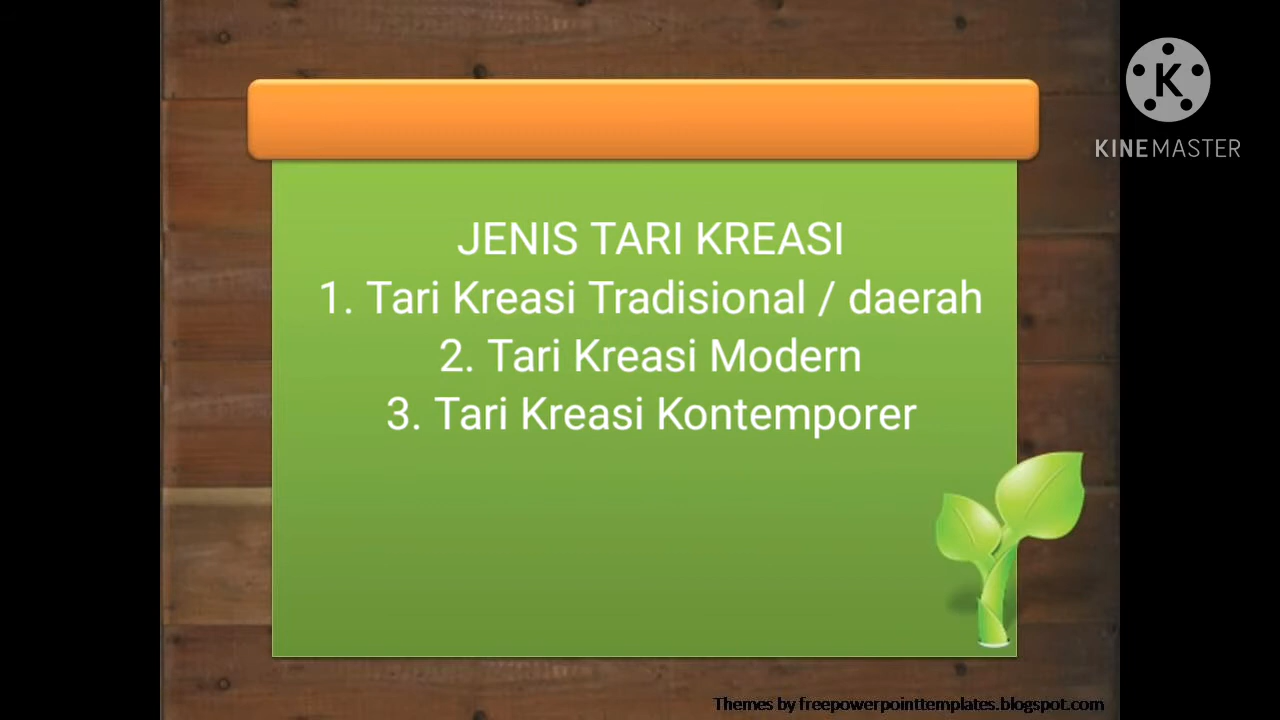 K
KINEMASTER
JENIS TARI KREASI
1. Tari Kreasi Tradisional / daerah
2. Tari Kreasi Modern
3. Tari Kreasi Kontemporer
Themes by freepowerpointtemplates.blogspot.com